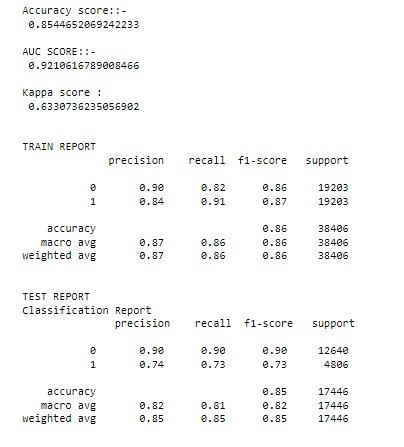 Accuracy score::-
0.8544652069242233
AUC SCORE::-
0.9210616789008466
Kappa score :
0.6330736235056902
TRAIN REPORT
precision recall f1-score support
0 0.90 0.82 0.86 19203
1 0.84 0.91 0.87 19203
accuracy 0.86 38406
macro avg 0.87 0.86 0.86 38406
weighted avg 0.87 0.86 0.86 38406
TEST REPORT
Classification Report
precision recall f1-score support
0 0.90 0.90 0.90 12640
1 0.74 0.73 0.73 4806
accuracy 0.85 17446
macro avg 0.82 0.81 0.82 17446
weighted avg 0.85 0.85 0.85 17446